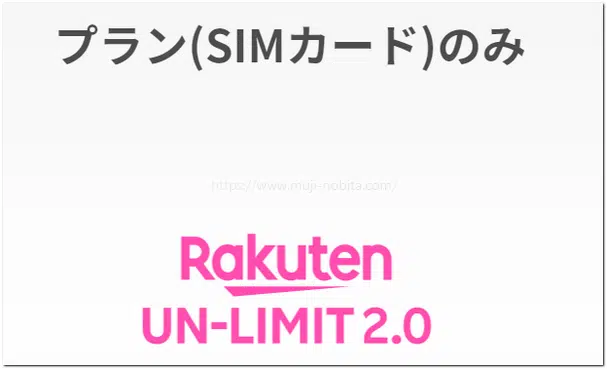 プラン(SIMカード)のみ
https://www.muji-nobita.com/
Rakuten
UN-LIMIT 2.0